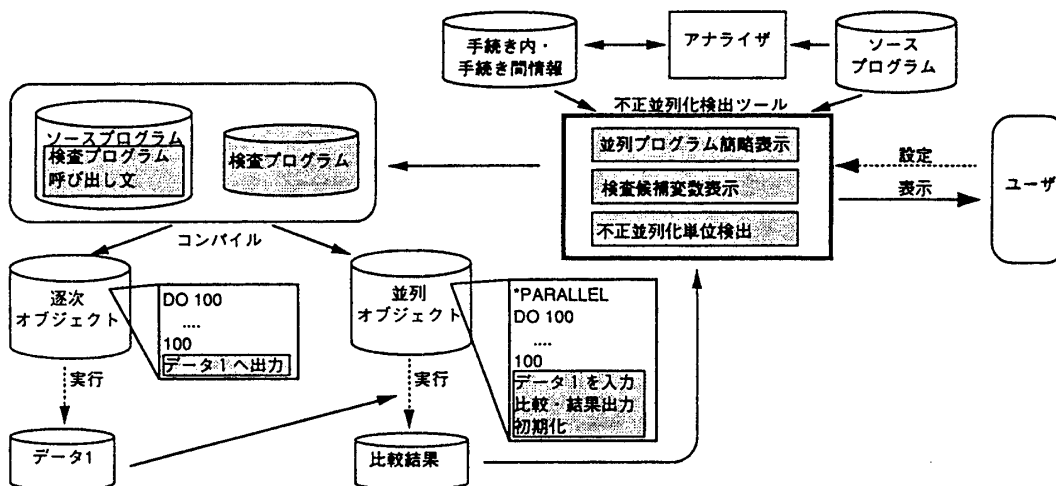 手続き内・
手続き間情報
アナライザ
ソース
プログラム
不正並列化検出ツール
ソースプログラム
検査プログラム
呼び出し文
検査プログラム
並列プログラム簡略表示
検査候補変数表示
不正並列化単位検出
設定
表示
ユーザ
コンパイル
逐次
オブジェクト
DO 100
....
100
データ1へ出力
並列
オブジェクト
*PARALLEL
DO 100
....
100
データ1を入力
比較・結果出力
初期化
実行
実行
データ1
比較結果